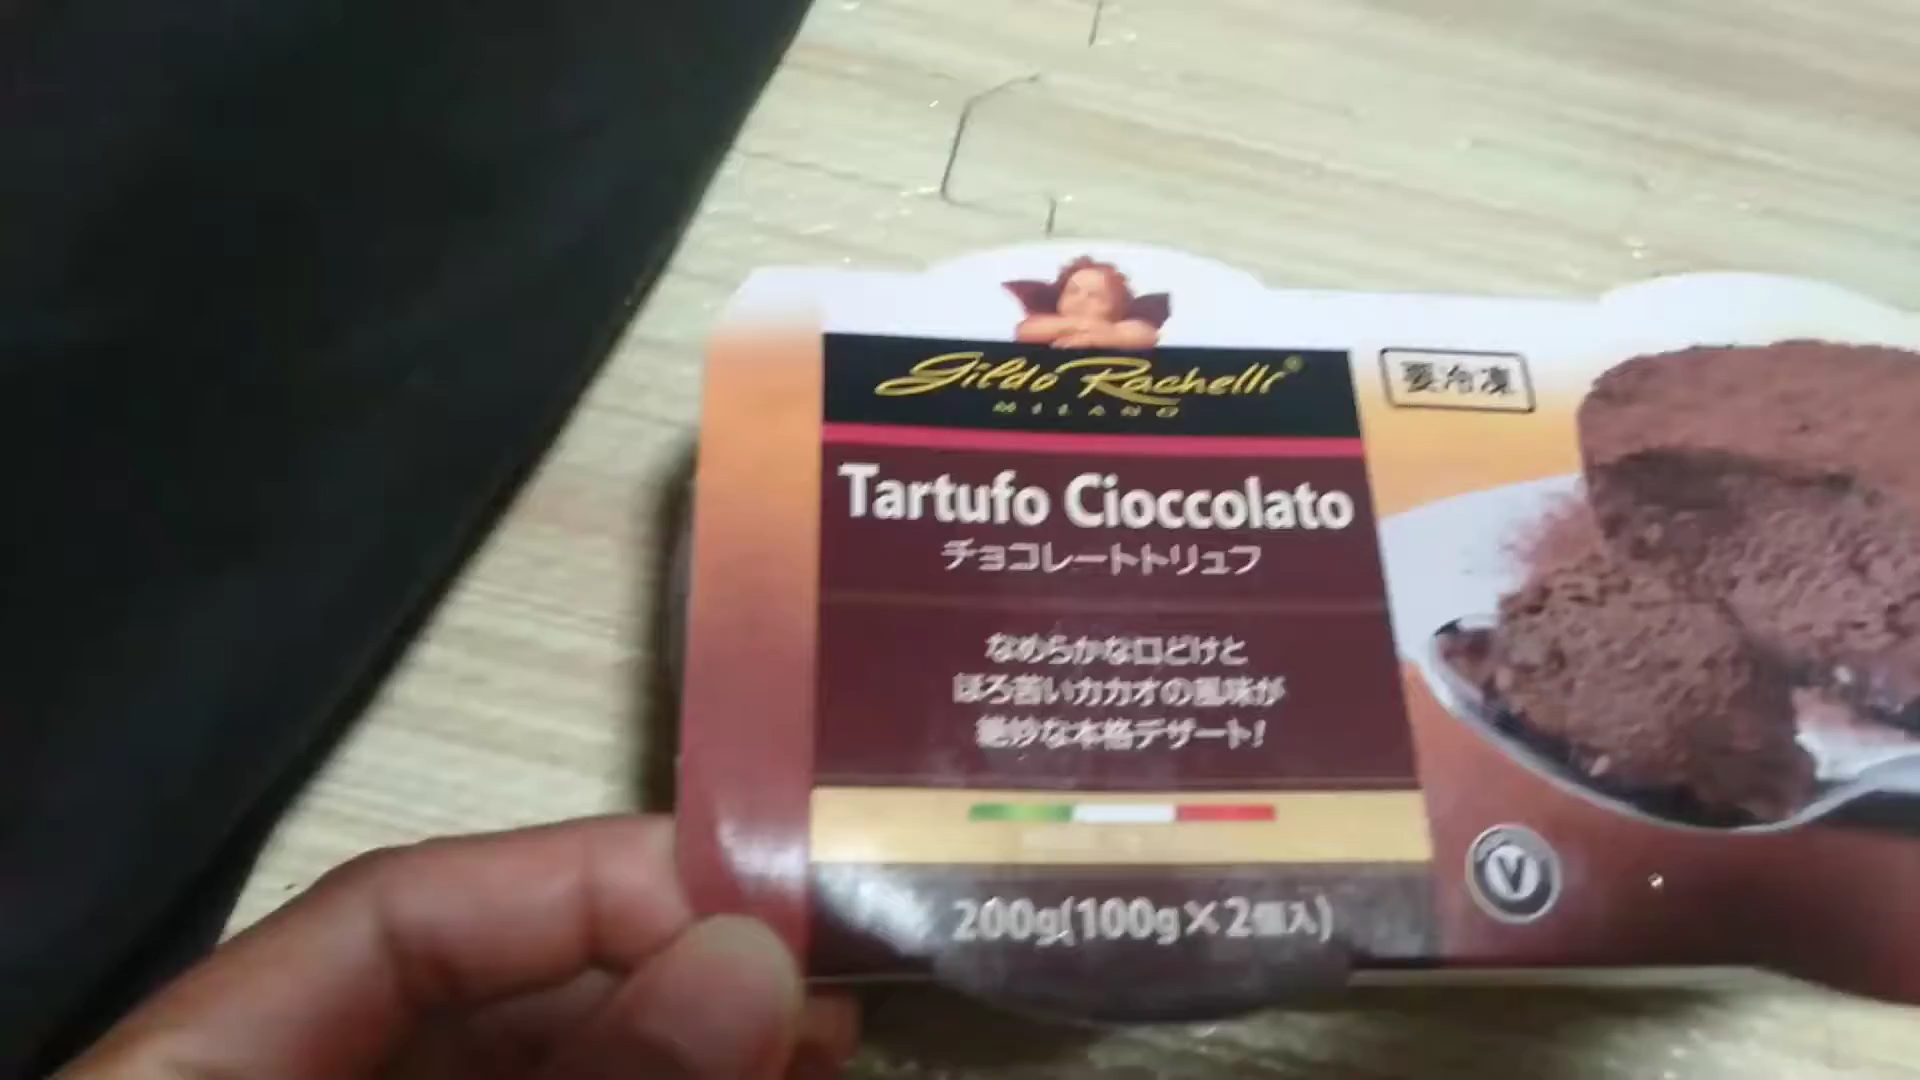 Gildo Rachelli®
MILANO
要冷凍
Tartufo Cioccolato
チョコレートトリュフ
なめらかな口どけと
ほろ苦いカカオの風味が
絶妙な本格デザート!
200g(100g×2個入)
V